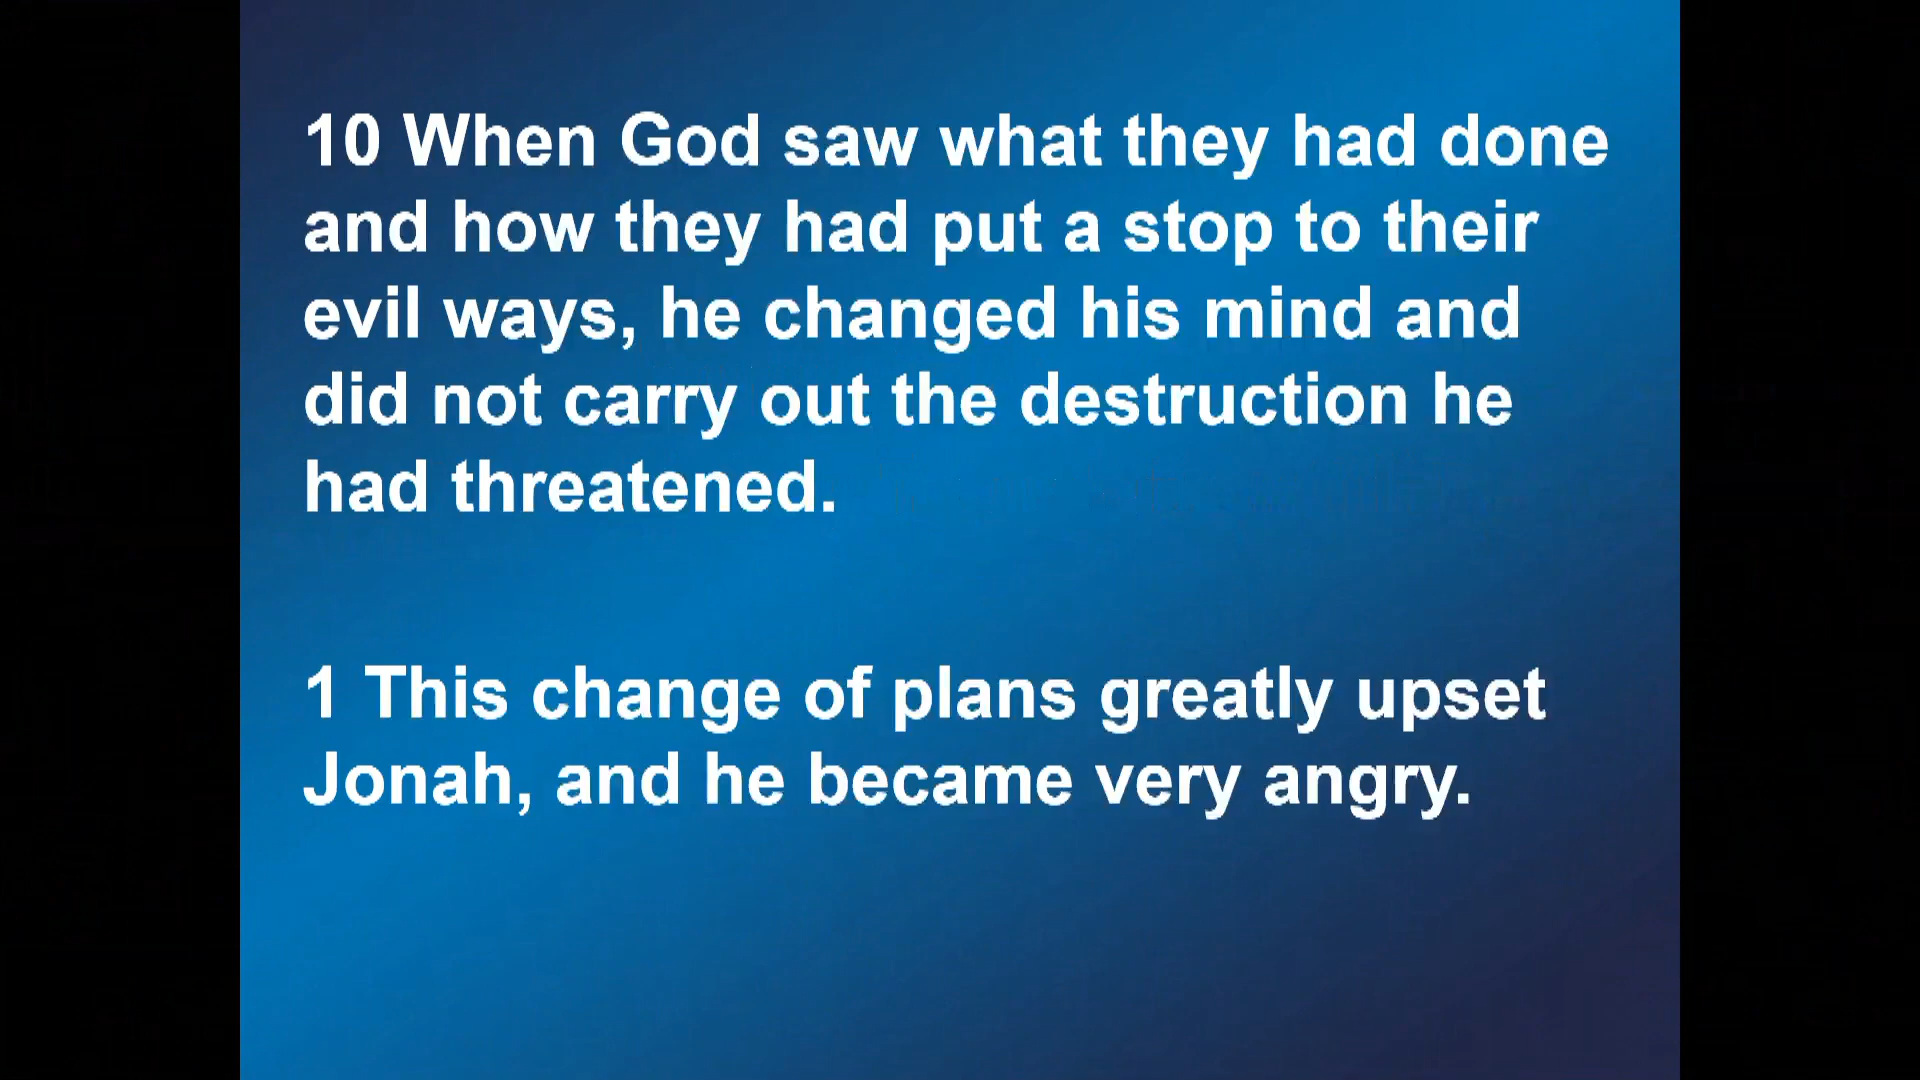 10 When God saw what they had done
and how they had put a stop to their
evil ways, he changed his mind and
did not carry out the destruction he
had threatened.
1 This change of plans greatly upset
Jonah, and he became very angry.